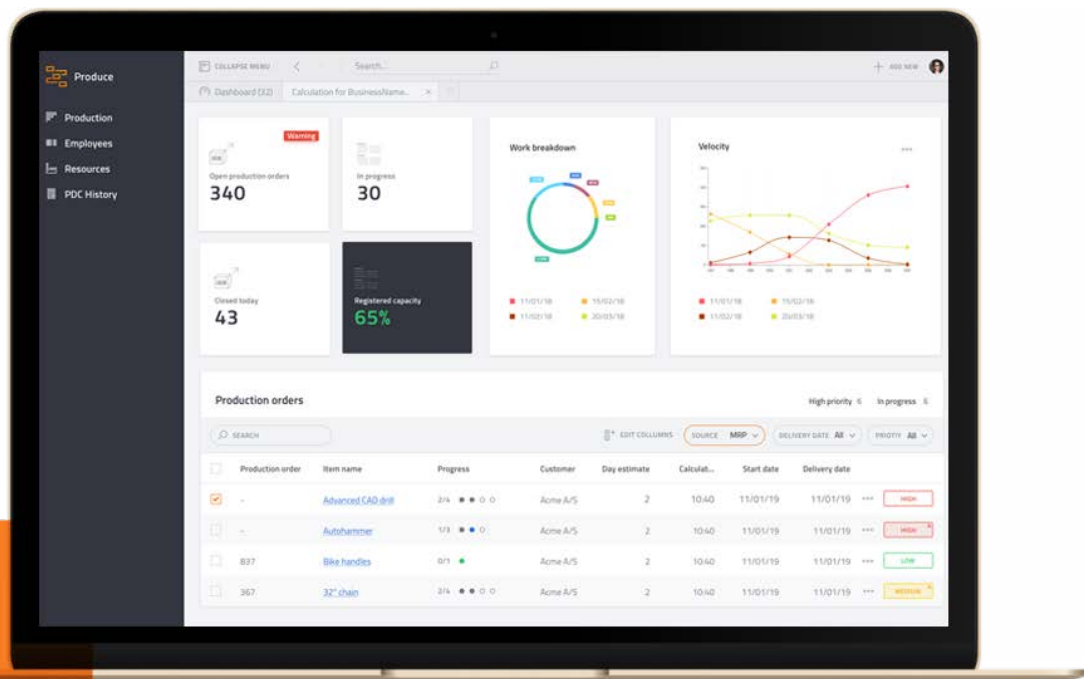 Produce
Production
Employees
Resources
PDC History
COLLAPSE MENU
Search...
ADD NEW
Dashboard (32)
Calculation for BusinessName..
Warning
Open production orders
340
In progress
30
Closed today
43
Registered capacity
65%
Work breakdown
11/01/18
15/02/18
11/02/18
20/03/18
Velocity
11/01/18
15/02/18
11/02/18
20/03/18
Production orders
High priority 6 In progress 6
SEARCH
EDIT COLLUMNS
SOURCE MRP
DELIVERY DATE All
PRIOTIY All
Production order Item name Progress Customer Day estimate Calculat... Start date Delivery date
- Advanced CAD drill 2/4 Acme A/S 2 10:40 11/01/19 11/01/19 HIGH
- Autohammer 1/3 Acme A/S 2 10:40 11/01/19 11/01/19 HIGH
837 Bike handles 0/1 Acme A/S 2 10:40 11/01/19 11/01/19 LOW
367 32" chain 2/4 Acme A/S 2 10:40 11/01/19 11/01/19 MEDIUM